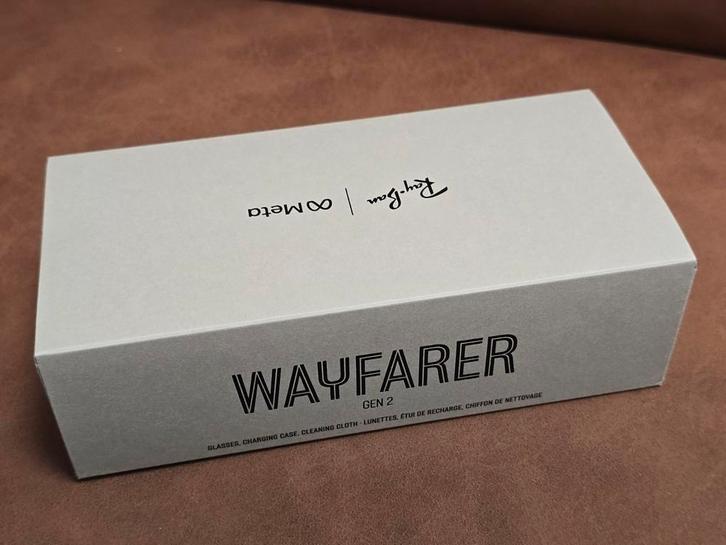 Ray-Ban | ∞ Meta
WAYFARER
GEN 2
GLASSES, CHARGING CASE, CLEANING CLOTH · LUNETTES, ÉTUI DE RECHARGE, CHIFFON DE NETTOYAGE